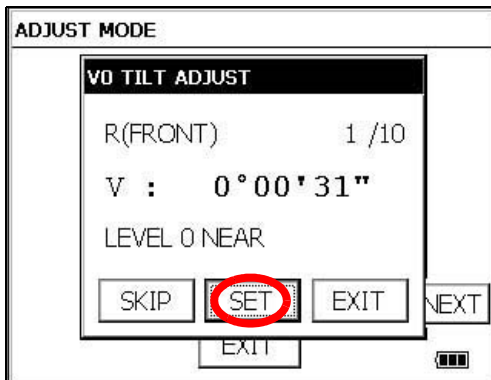 ADJUST MODE
V0 TILT ADJUST
R(FRONT) 1 /10
V : 0°00'31"
LEVEL 0 NEAR
SKIP SET EXIT
NEXT
EXIT